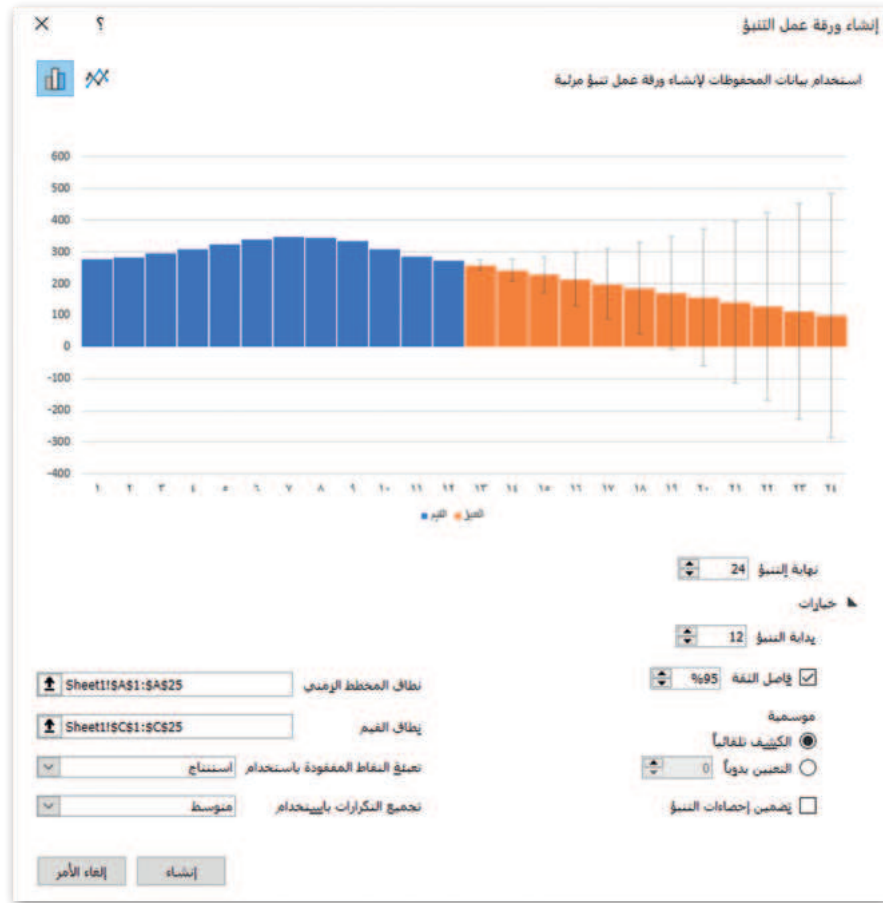 إنشاء ورقة عمل التنبؤ
؟
استخدام بيانات المحفوظات لإنشاء ورقة عمل تنبؤ مرئية
600
500
400
300
200
100
0
-100
-200
-300
-400
١ ٢ ٣ ٤ ٥ ٦ ٧ ٨ ٩ ١٠ ١١ ١٢ ١٣ ١٤ ١٥ ١٦ ١٧ ١٨ ١٩ ٢٠ ٢١ ٢٢ ٢٣ ٢٤
القيم التنبؤ
نهاية التنبؤ 24
خيارات
بداية التنبؤ 12
فاصل الثقة %95
نطاق المخطط الزمني Sheet1!$A$1:$A$25
موسمية
نطاق القيم Sheet1!$C$1:$C$25
الكشف تلقائياً
تعبئة النقاط المفقودة باستخدام استنتاج
التعيين يدوياً 0
تضمين إحصاءات التنبؤ
تجميع التكرارات باستخدام متوسط
إنشاء
إلغاء الأمر